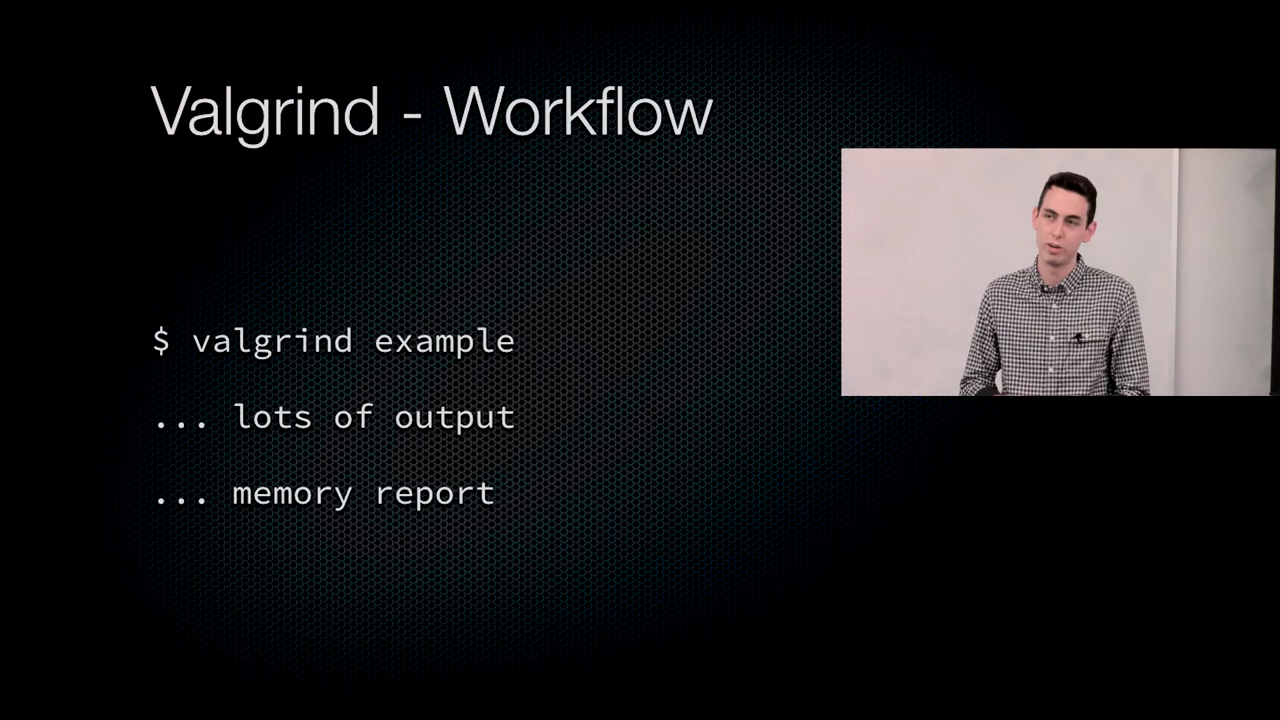 Valgrind - Workflow
$ valgrind example
... lots of output
... memory report